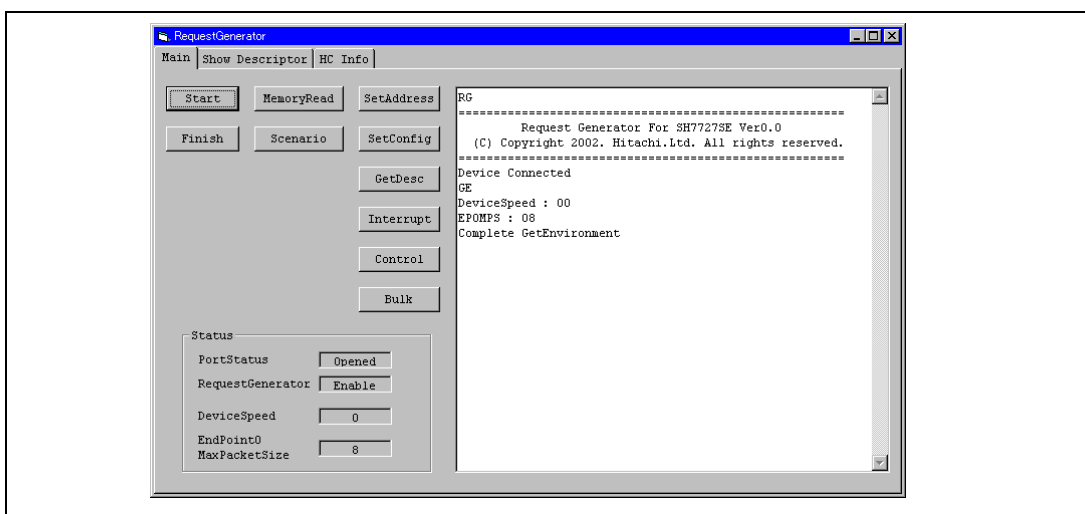 RequestGenerator
Main Show Descriptor HC Info
Start MemoryRead SetAddress
Finish Scenario SetConfig
GetDesc
Interrupt
Control
Bulk
Status
PortStatus Opened
RequestGenerator Enable
DeviceSpeed 0
EndPoint0
MaxPacketSize 8
RG
========================================================
Request Generator For SH7727SE Ver0.0
(C) Copyright 2002. Hitachi.Ltd. All rights reserved.
========================================================
Device Connected
GE
DeviceSpeed : 00
EP0MPS : 08
Complete GetEnvironment